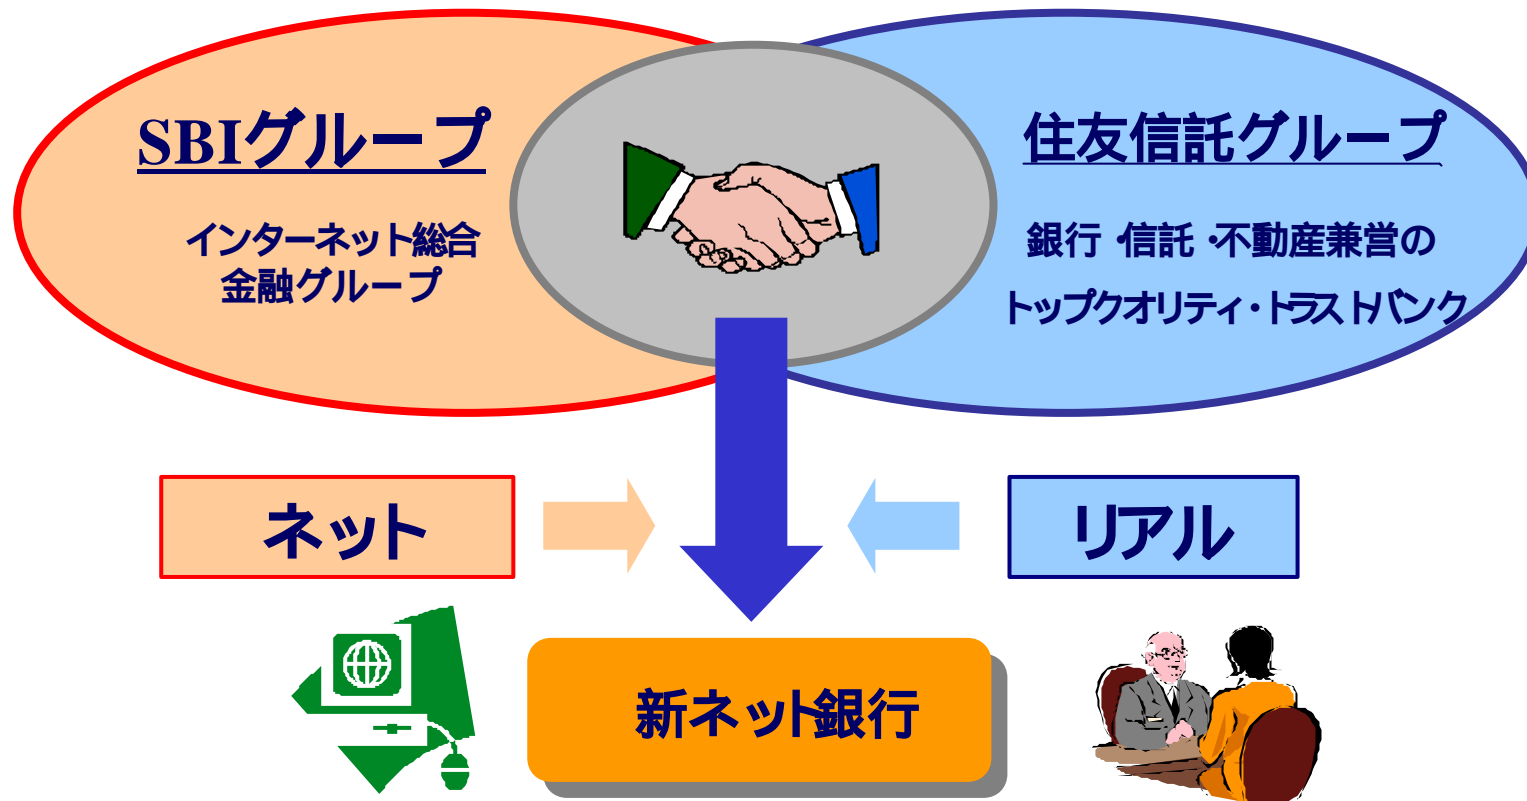 SBIグループ
インターネット総合
金融グループ
住友信託グループ
銀行・信託・不動産兼営の
トップクオリティ・トラストバンク
ネット
リアル
新ネット銀行